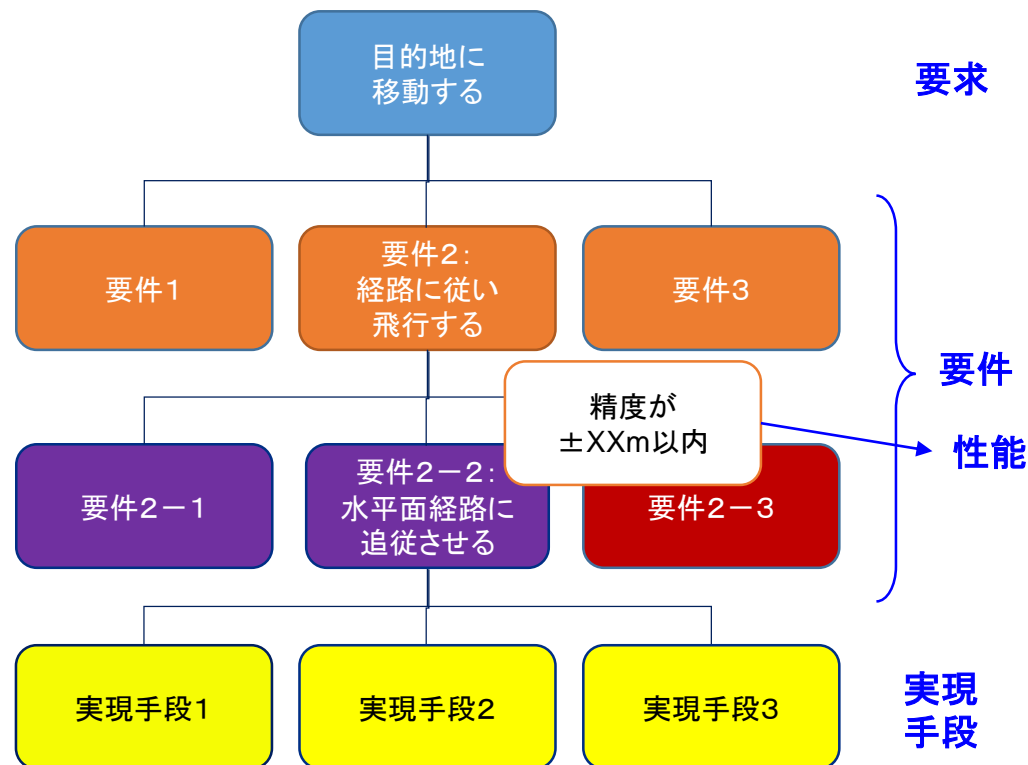 目的地に
移動する
要求
要件1
要件2:
経路に従い
飛行する
要件3
要件
精度が
±XXm以内
性能
要件2-1
要件2-2:
水平面経路に
追従させる
要件2-3
実現手段1
実現手段2
実現手段3
実現
手段